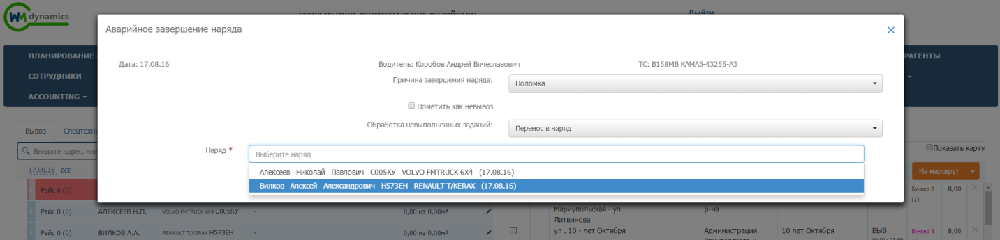 WM dynamics
СОВРЕМЕННОЕ КОММУНАЛЬНОЕ ХОЗЯЙСТВО
Выйти
Аварийное завершение наряда
×
ПЛАНИРОВАНИЕ
СОТРУДНИКИ
ACCOUNTING
Дата: 17.08.16
Водитель: Коробов Андрей Вячеславович
ТС: В158МВ КАМАЗ-43255-А3
Причина завершения наряда:
Поломка
Пометить как невывоз
Обработка невыполненных заданий:
Перенос в наряд
Наряд *
Выберите наряд
Алексеев Николай Павлович С005КУ VOLVO FMTRUCK 6X4 (17.08.16)
Вилков Алексей Александрович Н573ЕН RENAULT T/KERAX (17.08.16)
Вывоз
Спецтехни
Введите адрес, наи
Показать карту
17.08.16 ВСЕ
На маршрут
Рейс 0 (0)
Бункер 8 (1);
8,00
Рейс 0 (0) АЛЕКСЕЕВ Н.П. VOLVO FMTRUCK 6X4 С005КУ - 0,00 из 0,00м³
Мариупольская - ул. Литвинова
р-на
Рейс 0 (0) ВИЛКОВ А.А. RENAULT T/KERAX Н573ЕН - 0,00 из 0,00м³
ул . 10 - лет Октября
Администрация
10 лет Октября
ВЫВ
Бункер 8
8,00